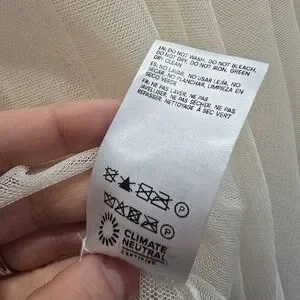 EN: DO NOT WASH, DO NOT BLEACH,
DO NOT DRY, DO NOT IRON, GREEN
DRY CLEAN
ES: NO LAVAR, NO USAR LEJÍA, NO
SECAR, NO PLANCHAR, LIMPIEZA EN
SECO VERDE
FR: NE PAS LAVER, NE PAS
JAVELLISER, NE PAS SÉCHER, NE PAS
REPASSER, NETTOYAGE À SEC VERT
P
P
CLIMATE
NEUTRAL
CERTIFIED